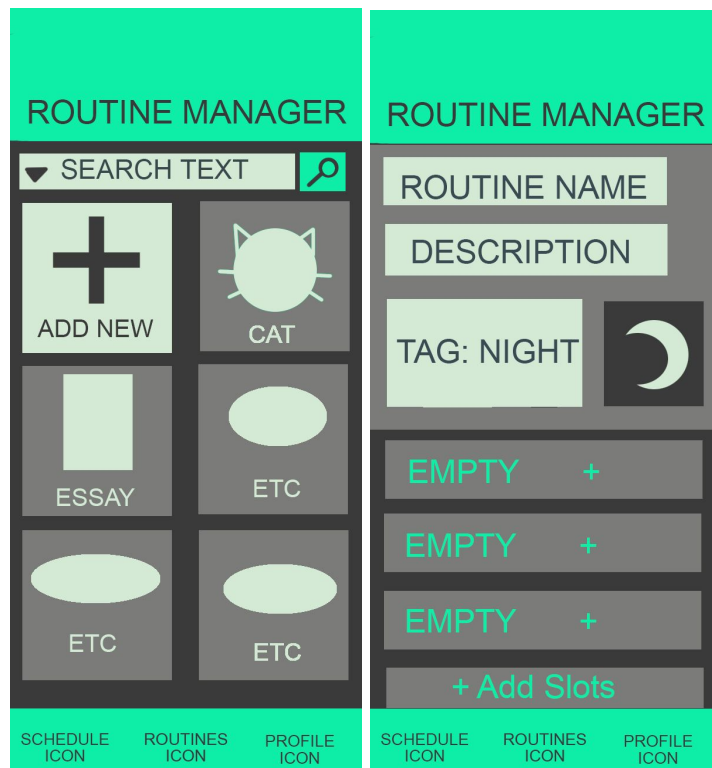 ROUTINE MANAGER
SEARCH TEXT
ADD NEW
CAT
ESSAY
ETC
ETC
ETC
SCHEDULE
ICON
ROUTINES
ICON
PROFILE
ICON
ROUTINE MANAGER
ROUTINE NAME
DESCRIPTION
TAG: NIGHT
EMPTY +
EMPTY +
EMPTY +
+ Add Slots
SCHEDULE
ICON
ROUTINES
ICON
PROFILE
ICON